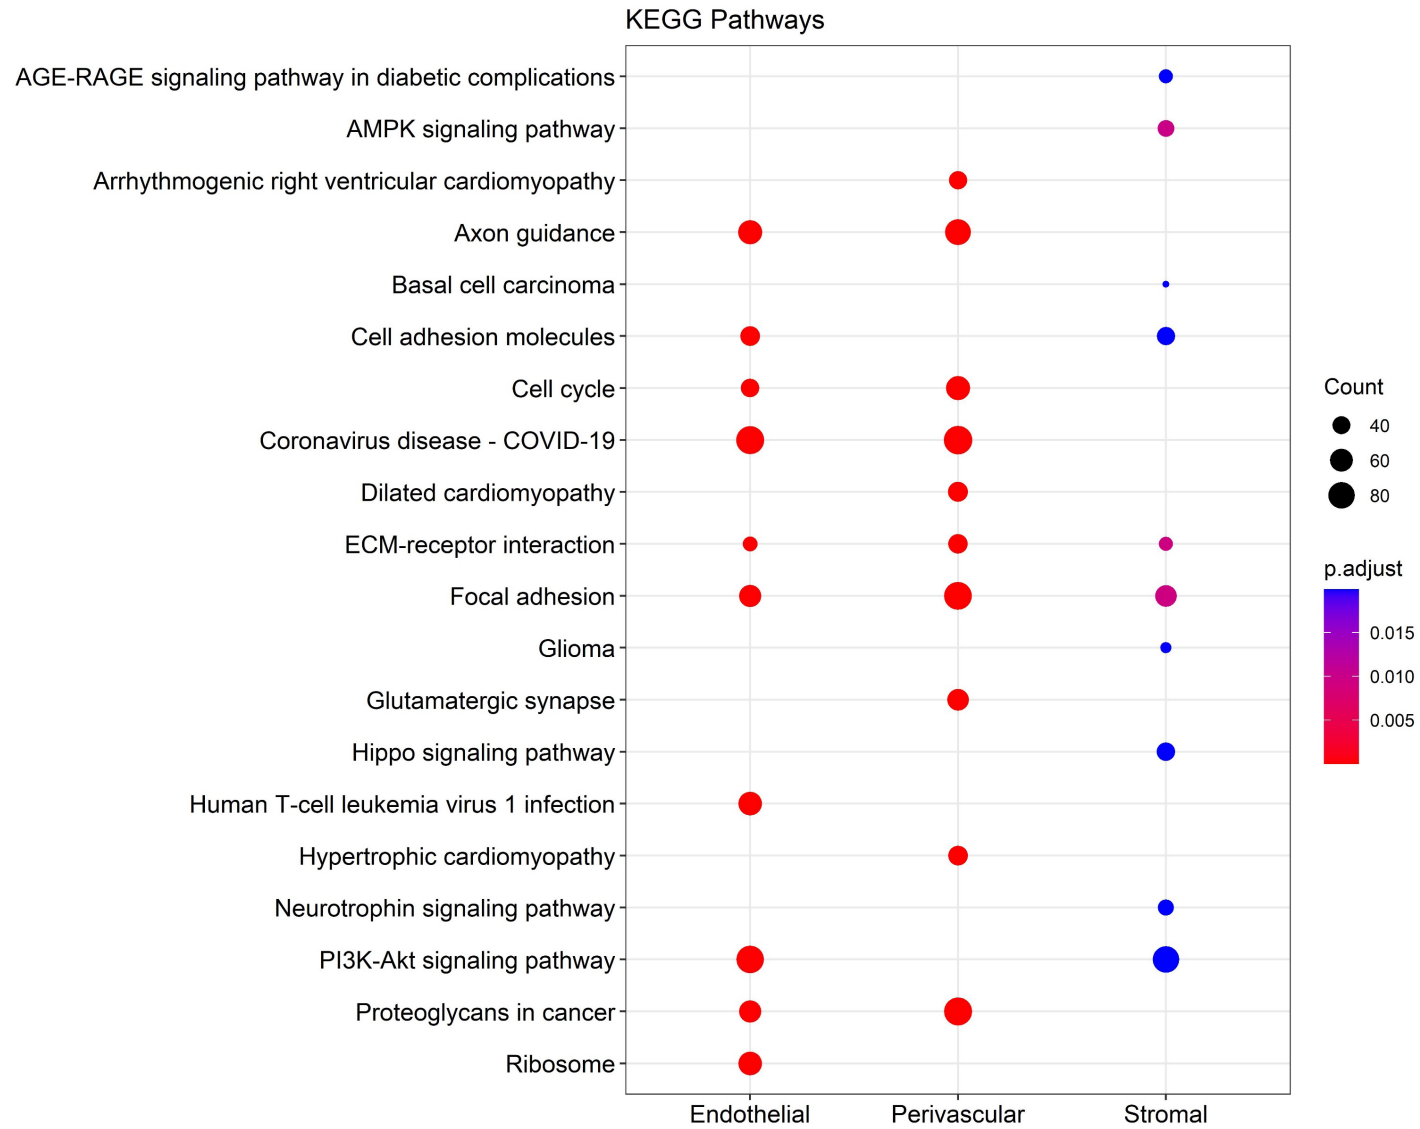 KEGG Pathways
AGE-RAGE signaling pathway in diabetic complications
AMPK signaling pathway
Arrhythmogenic right ventricular cardiomyopathy
Axon guidance
Basal cell carcinoma
Cell adhesion molecules
Cell cycle
Coronavirus disease - COVID-19
Dilated cardiomyopathy
ECM-receptor interaction
Focal adhesion
Glioma
Glutamatergic synapse
Hippo signaling pathway
Human T-cell leukemia virus 1 infection
Hypertrophic cardiomyopathy
Neurotrophin signaling pathway
PI3K-Akt signaling pathway
Proteoglycans in cancer
Ribosome
Endothelial Perivascular Stromal
Count
40
60
80
p.adjust
0.015
0.010
0.005